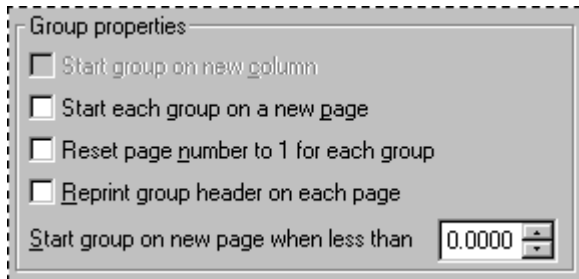 Group properties
Start group on new column
Start each group on a new page
Reset page number to 1 for each group
Reprint group header on each page
Start group on new page when less than 0.0000